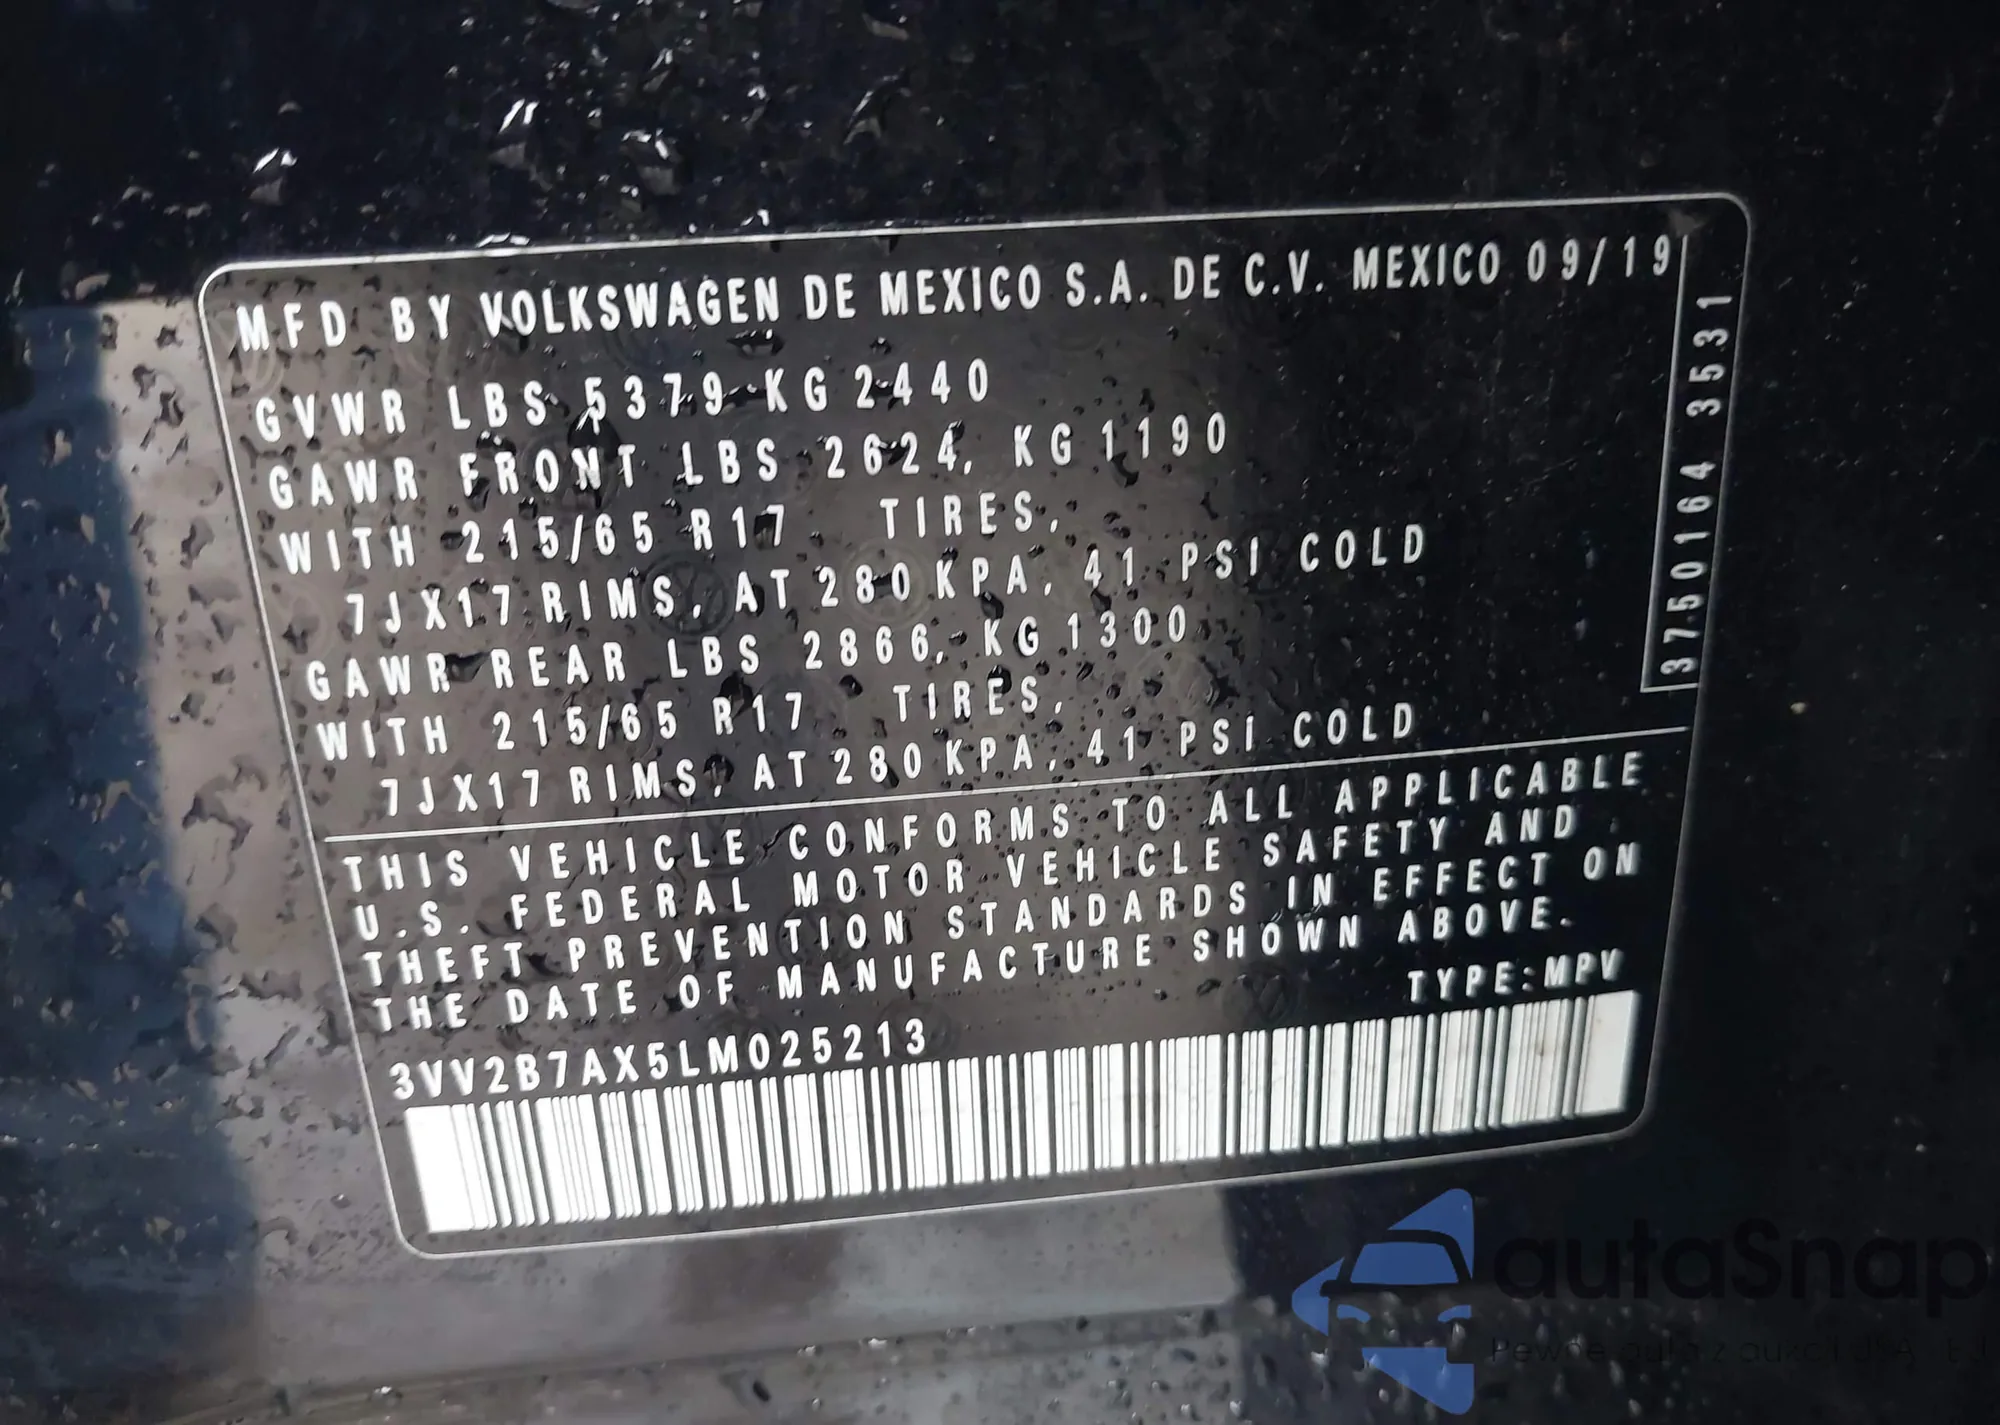 MFD BY VOLKSWAGEN DE MEXICO S.A. DE C.V. MEXICO 09/19
GVWR LBS 5379 KG 2440
GAWR FRONT LBS 2624, KG 1190
WITH 215/65 R17 TIRES,
7JX17 RIMS, AT 280 KPA, 41 PSI COLD
GAWR REAR LBS 2866, KG 1300
WITH 215/65 R17 TIRES,
7JX17 RIMS, AT 280 KPA, 41 PSI COLD
3750164 3531
THIS VEHICLE CONFORMS TO ALL APPLICABLE
U.S. FEDERAL MOTOR VEHICLE SAFETY AND
THEFT PREVENTION STANDARDS IN EFFECT ON
THE DATE OF MANUFACTURE SHOWN ABOVE.
TYPE:MPV
3VV2B7AX5LM025213
autaSnap
Pewne auta z aukcji